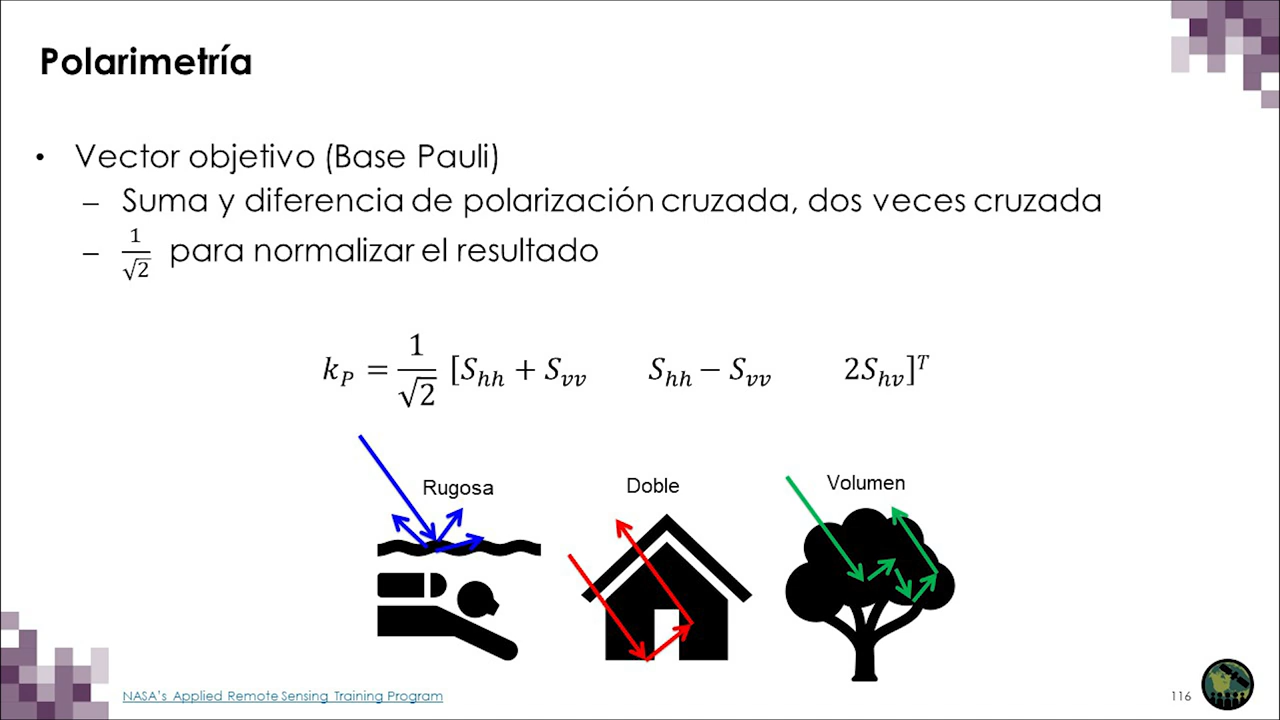 Polarimetría
• Vector objetivo (Base Pauli)
– Suma y diferencia de polarización cruzada, dos veces cruzada
– 1/√2 para normalizar el resultado
k_P = 1/√2 [S_hh + S_vv   S_hh − S_vv   2S_hv]^T
Rugosa   Doble   Volumen
NASA's Applied Remote Sensing Training Program   116